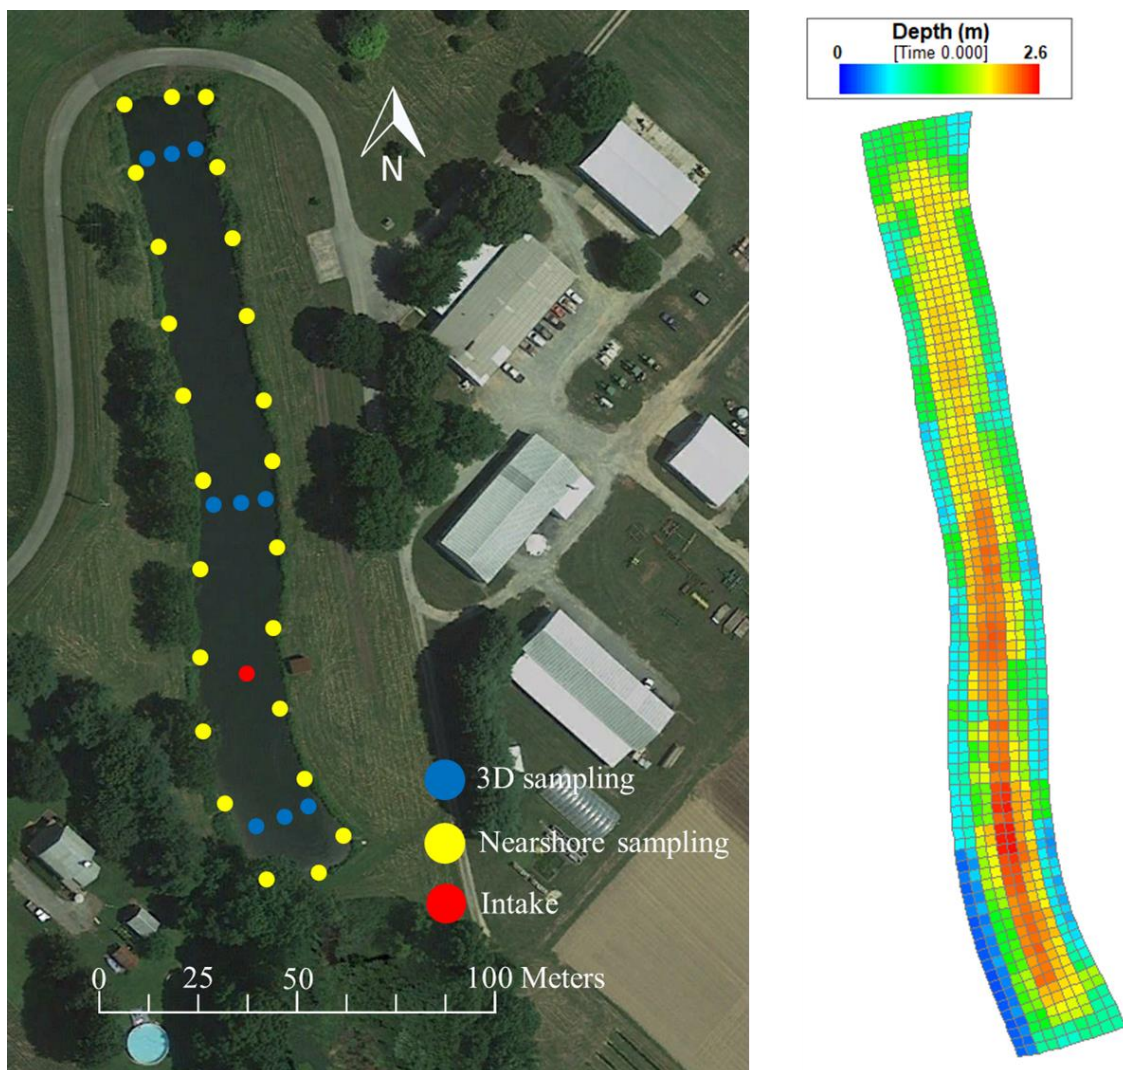 N
3D sampling
Nearshore sampling
Intake
0 25 50 100 Meters
Depth (m)
0 [Time 0.000] 2.6